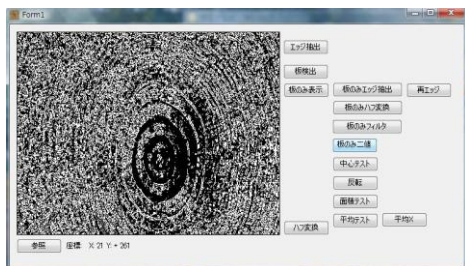 Form1
エッジ抽出
板検出
板のみ表示 板のみエッジ抽出 再エッジ
板のみハフ変換
板のみフィルタ
板のみ二値
中心テスト
反転
面積テスト
ハフ変換 平均テスト 平均X
参照 座標: X: 21 Y: + 261